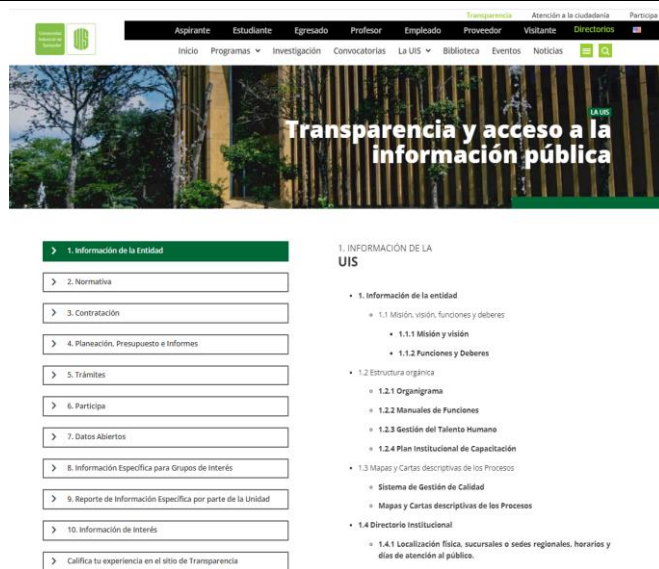 Transparencia Atención a la ciudadanía Participa
Universidad
Industrial de
Santander
UIS
Aspirante Estudiante Egresado Profesor Empleado Proveedor Visitante Directorios
Inicio Programas Investigación Convocatorias La UIS Biblioteca Eventos Noticias
LA UIS
Transparencia y acceso a la
información pública
1. Información de la Entidad
2. Normativa
3. Contratación
4. Planeación, Presupuesto e Informes
5. Trámites
6. Participa
7. Datos Abiertos
8. Información Específica para Grupos de Interés
9. Reporte de Información Específica por parte de la Unidad
10. Información de Interés
Califica tu experiencia en el sitio de Transparencia
1. INFORMACIÓN DE LA
UIS
1. Información de la entidad
1.1 Misión, visión, funciones y deberes
1.1.1 Misión y visión
1.1.2 Funciones y Deberes
1.2 Estructura orgánica
1.2.1 Organigrama
1.2.2 Manuales de Funciones
1.2.3 Gestión del Talento Humano
1.2.4 Plan Institucional de Capacitación
1.3 Mapas y Cartas descriptivas de los Procesos
Sistema de Gestión de Calidad
Mapas y Cartas descriptivas de los Procesos
1.4 Directorio Institucional
1.4.1 Localización física, sucursales o sedes regionales, horarios y
días de atención al público.